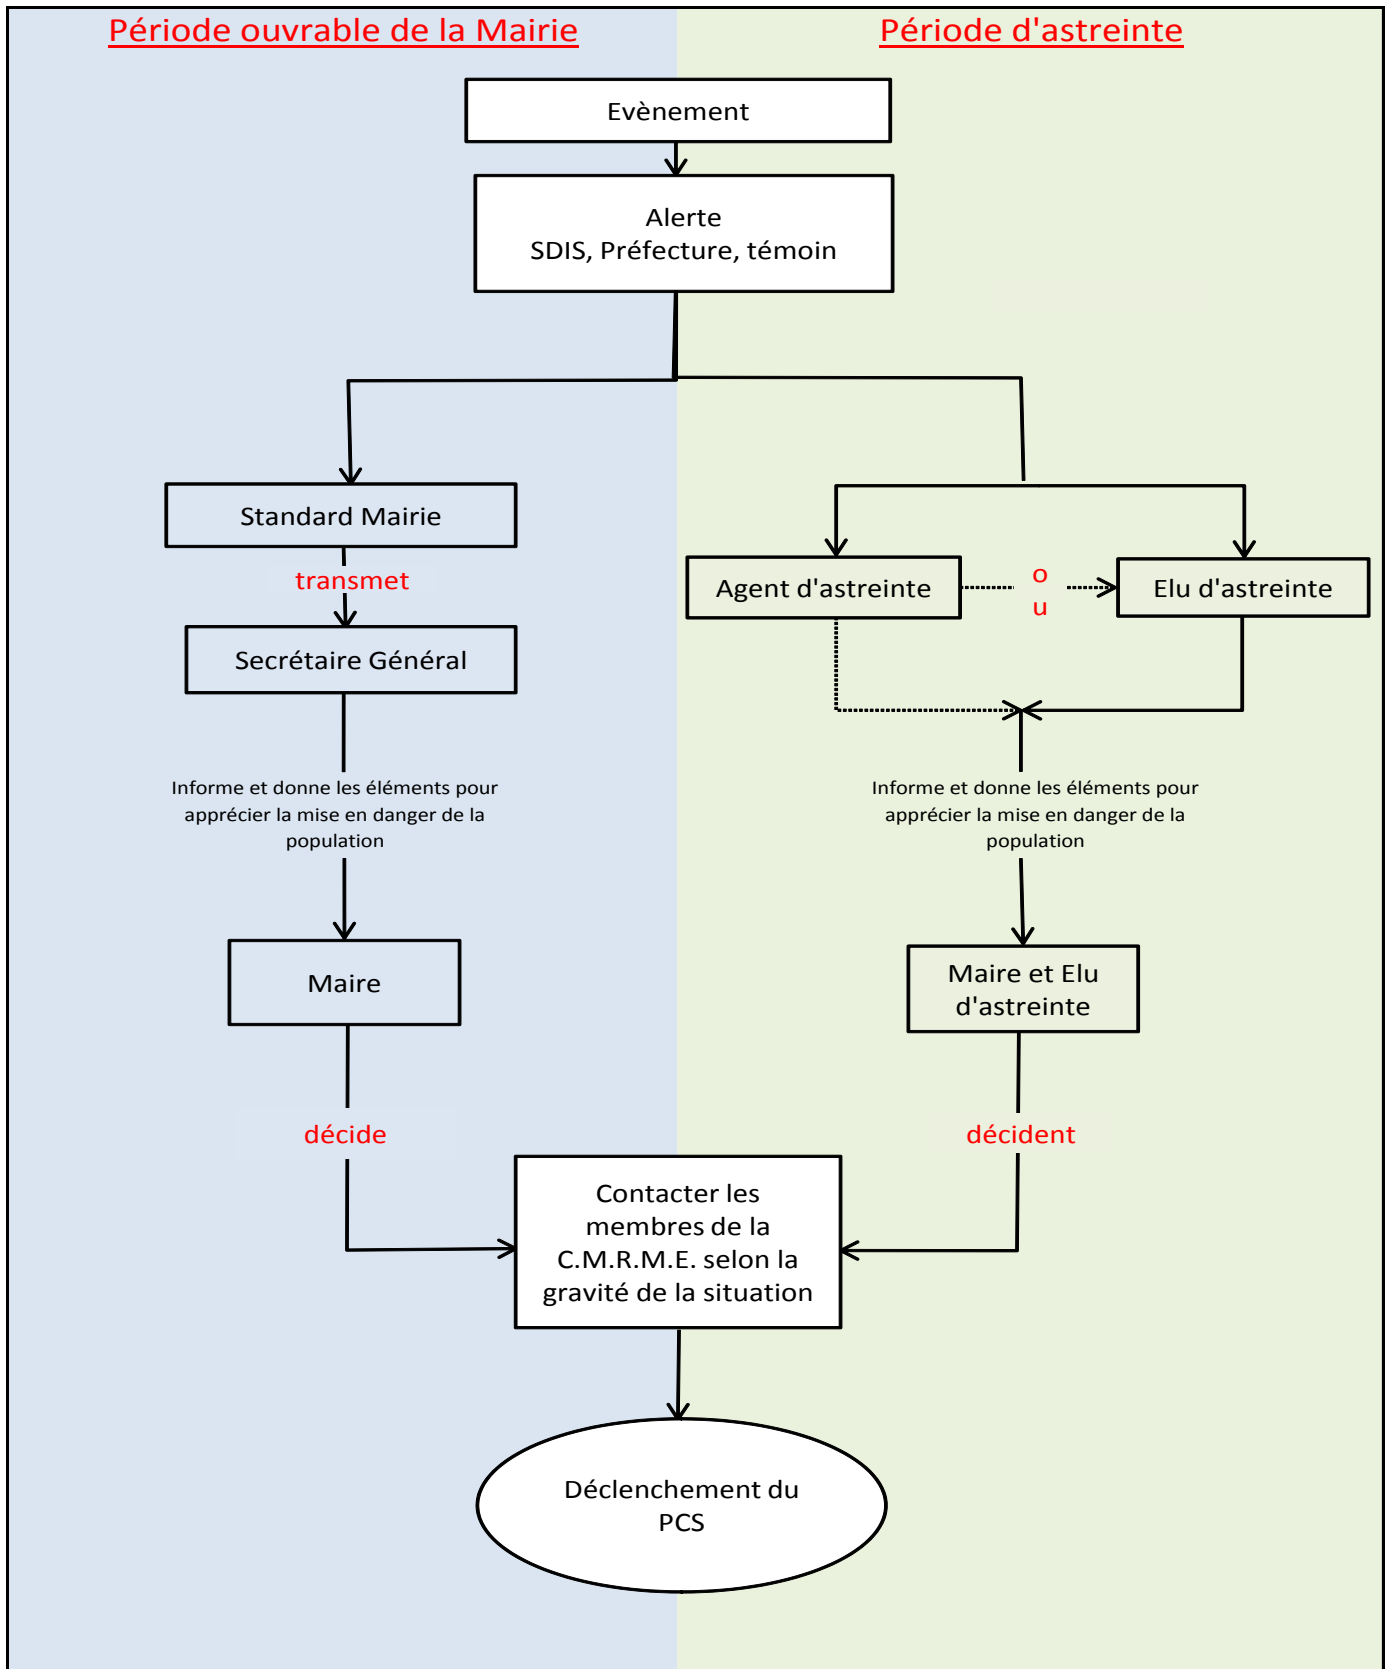 Période ouvrable de la Mairie
Période d'astreinte
Evènement
Alerte
SDIS, Préfecture, témoin
Standard Mairie
transmet
Secrétaire Général
Informe et donne les éléments pour
apprécier la mise en danger de la
population
Maire
décide
Agent d'astreinte
o
u
Elu d'astreinte
Informe et donne les éléments pour
apprécier la mise en danger de la
population
Maire et Elu
d'astreinte
décident
Contacter les
membres de la
C.M.R.M.E. selon la
gravité de la situation
Déclenchement du
PCS